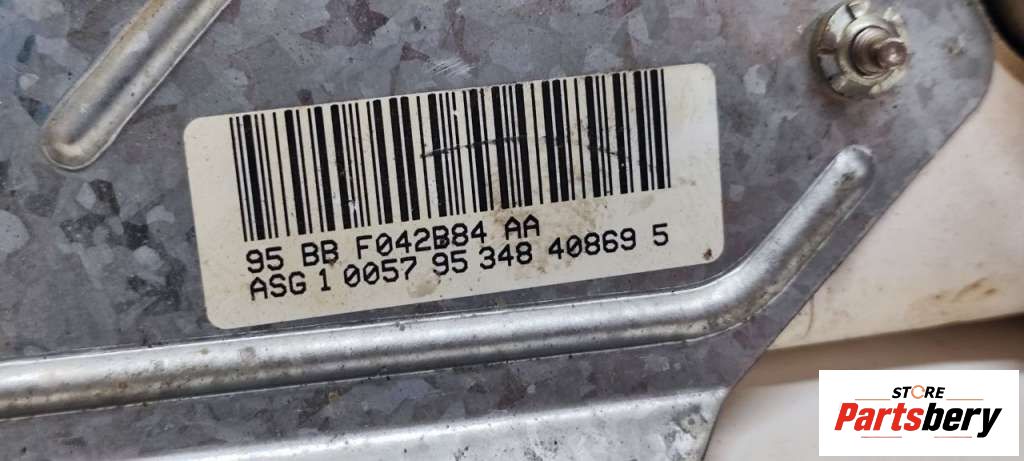 95 BB F042B84 AA
ASG 1 0057 95 348 40869 5
STORE
Partsbery